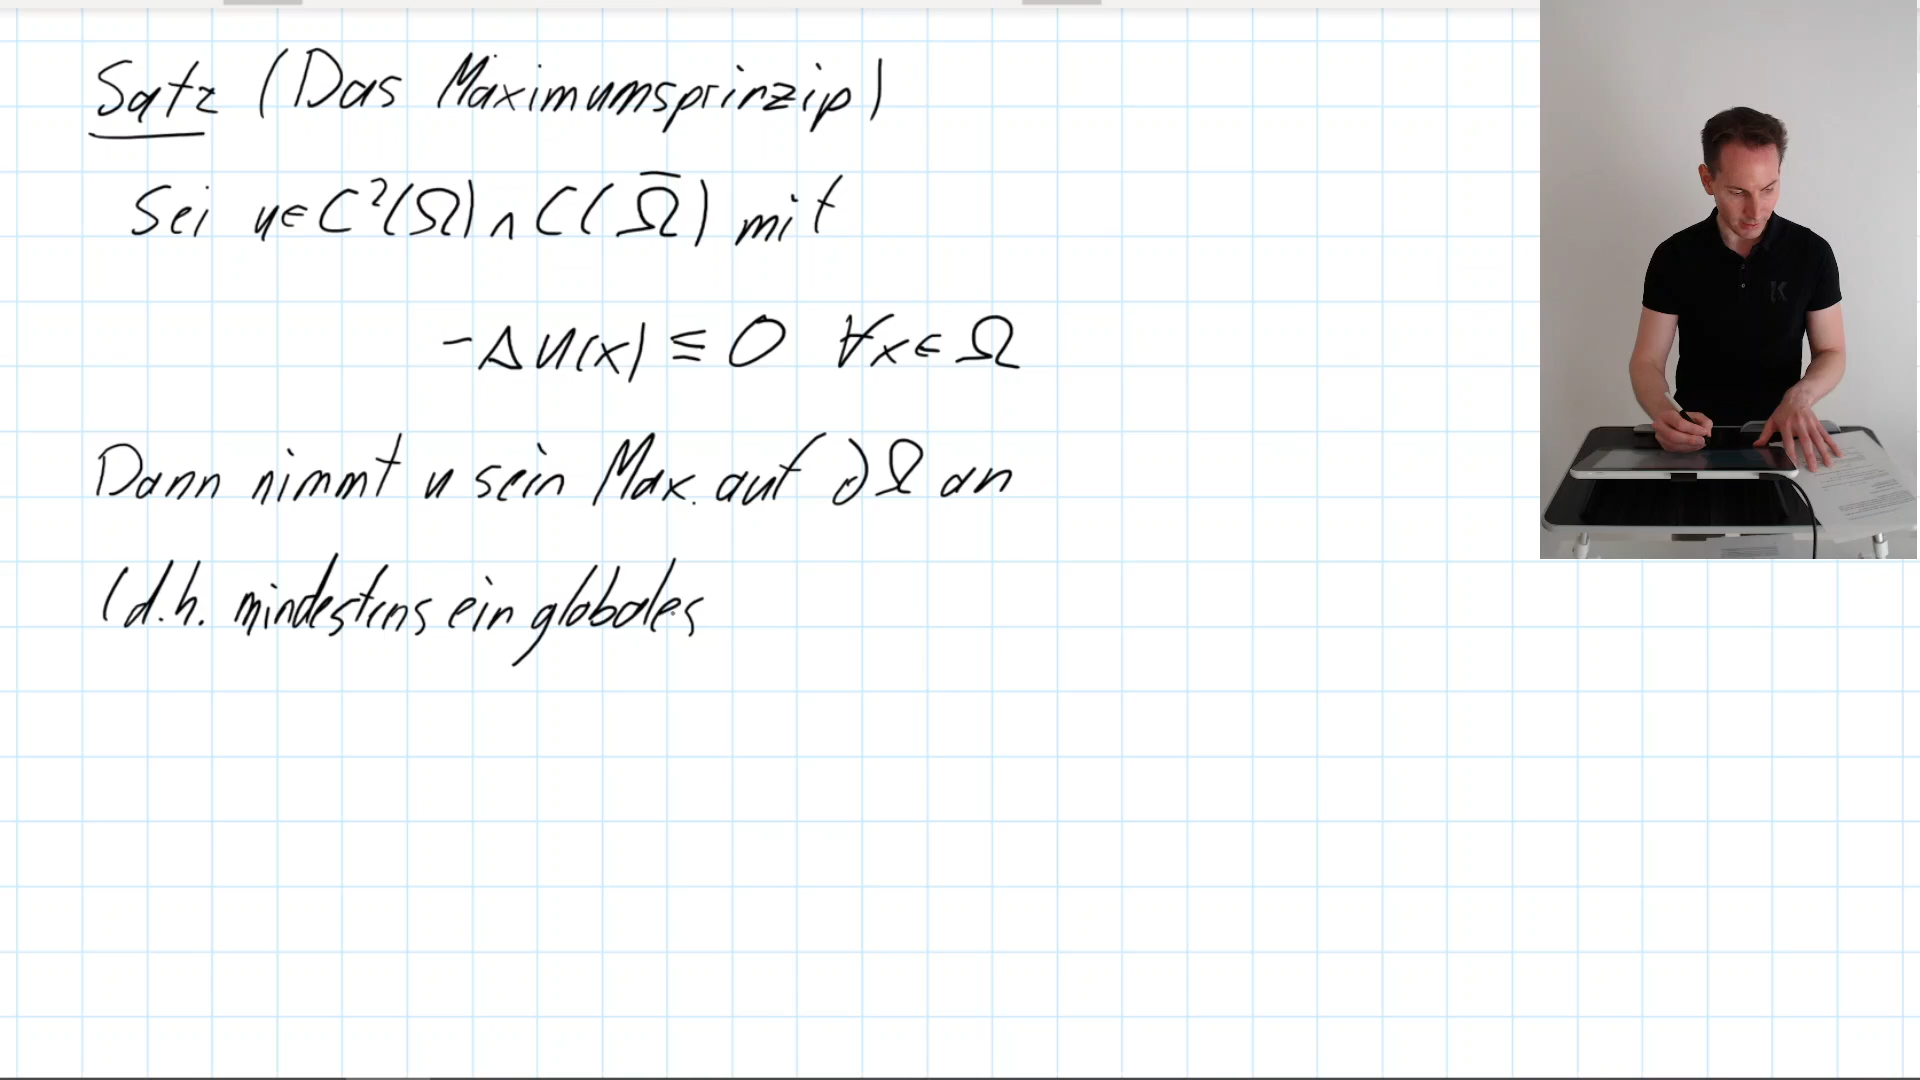 Satz (Das Maximumsprinzip)
Sei u∈C²(Ω)∩C(Ω̅) mit
-Δu(x) ≤ 0 ∀x∈Ω
Dann nimmt u sein Max. auf ∂Ω an
(d.h. mindestens ein globales